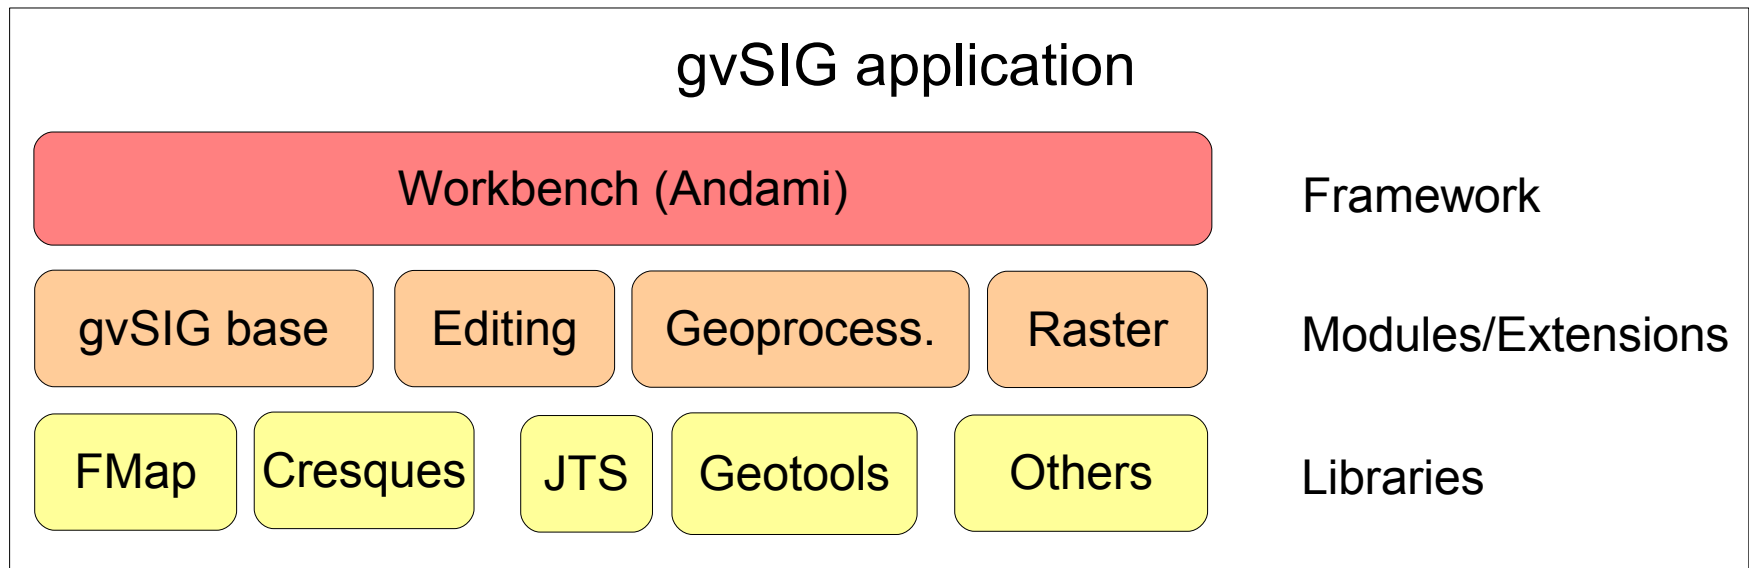 gvSIG application
Workbench (Andami) Framework
gvSIG base Editing Geoprocess. Raster Modules/Extensions
FMap Cresques JTS Geotools Others Libraries